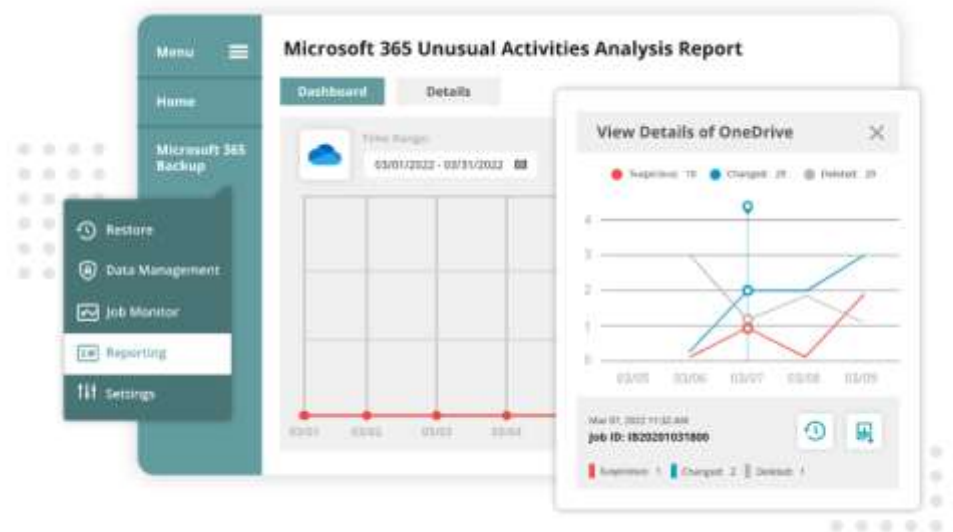 Menu
Home
Microsoft 365
Backup
Restore
Data Management
Job Monitor
Reporting
Settings
Microsoft 365 Unusual Activities Analysis Report
Dashboard
Details
Time Range:
03/01/2022 - 03/31/2022
03/01 03/02 03/03 03/04
View Details of OneDrive
Suspicious: Changed: Deleted:
4
3
2
1
0
03/05 03/06 03/07 03/08 03/09
Mar 07, 2022 11:32 AM
Job ID: IB20201031800
Suspicious: 1 Changed: 2 Deleted: 1